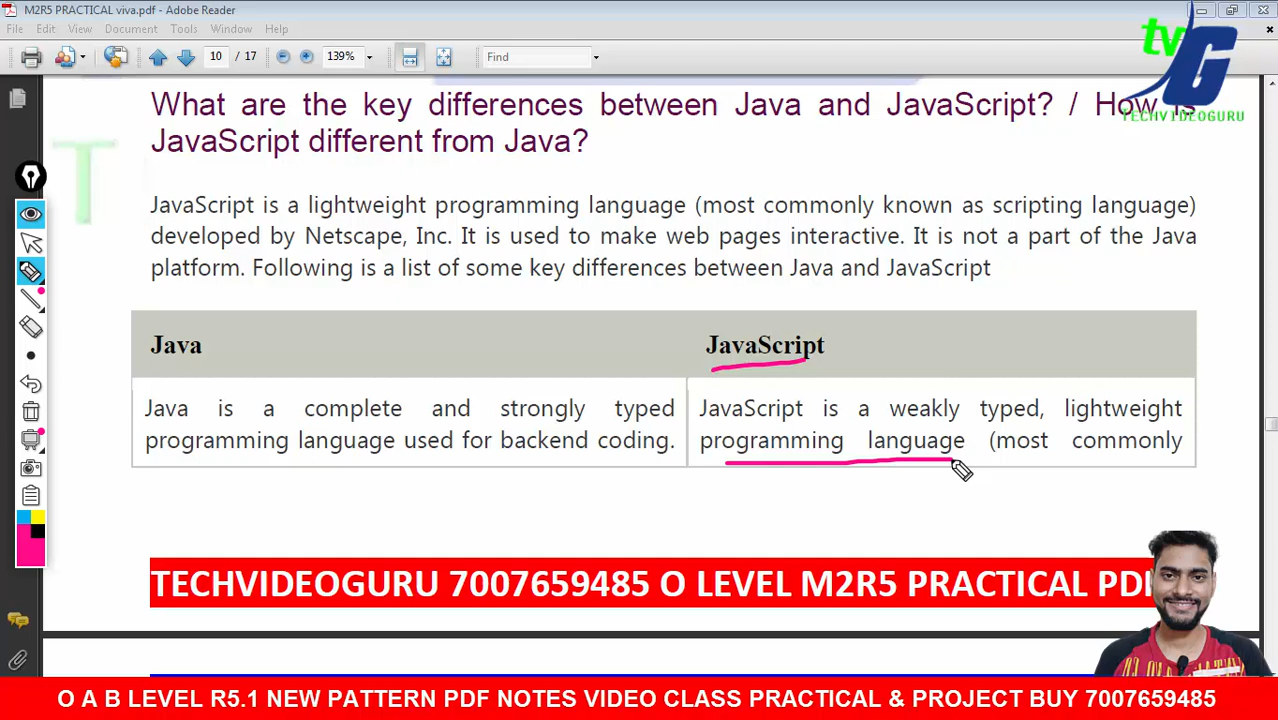 M2R5 PRACTICAL viva.pdf - Adobe Reader
File Edit View Document Tools Window Help
10 / 17 139% Find
tv G
TECHVIDEOGURU
What are the key differences between Java and JavaScript? / How is
JavaScript different from Java?
T
JavaScript is a lightweight programming language (most commonly known as scripting language)
developed by Netscape, Inc. It is used to make web pages interactive. It is not a part of the Java
platform. Following is a list of some key differences between Java and JavaScript
Java JavaScript
Java is a complete and strongly typed
programming language used for backend coding.
JavaScript is a weakly typed, lightweight
programming language (most commonly
TECHVIDEOGURU 7007659485 O LEVEL M2R5 PRACTICAL PD
O A B LEVEL R5.1 NEW PATTERN PDF NOTES VIDEO CLASS PRACTICAL & PROJECT BUY 7007659485